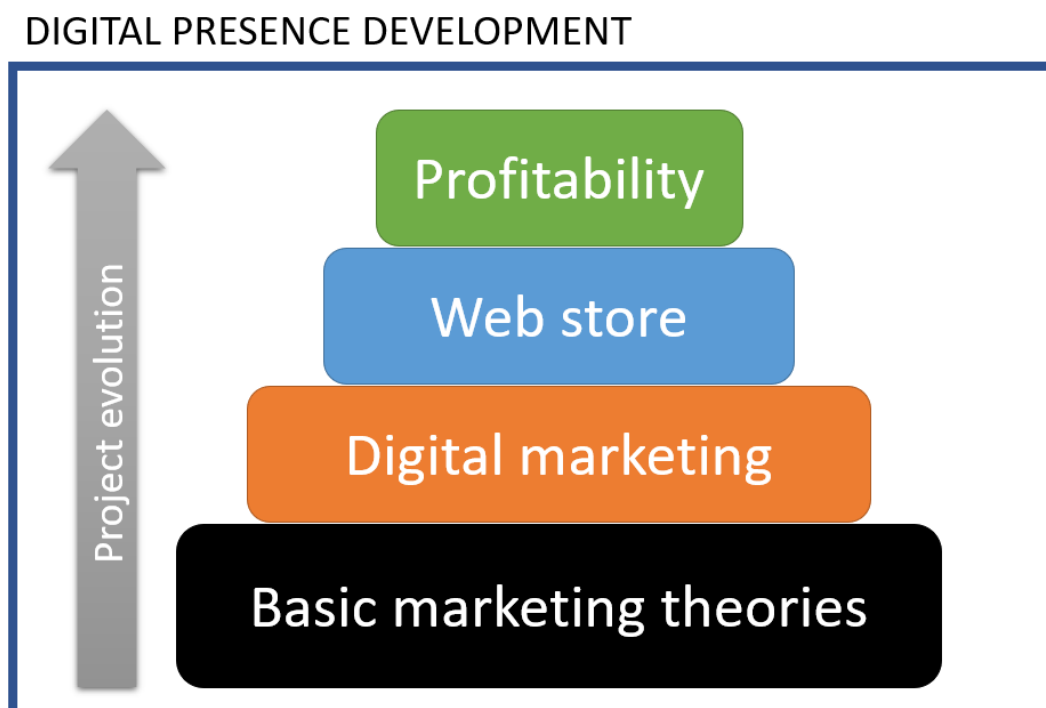 DIGITAL PRESENCE DEVELOPMENT
Project evolution
Profitability
Web store
Digital marketing
Basic marketing theories